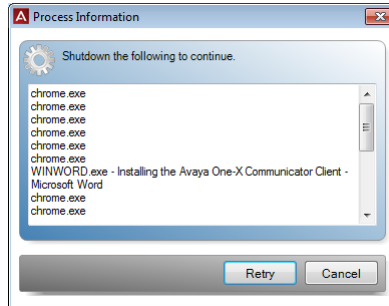 Process Information
Shutdown the following to continue.
chrome.exe
chrome.exe
chrome.exe
chrome.exe
chrome.exe
chrome.exe
WINWORD.exe - Installing the Avaya One-X Communicator Client -
Microsoft Word
chrome.exe
chrome.exe
Retry
Cancel